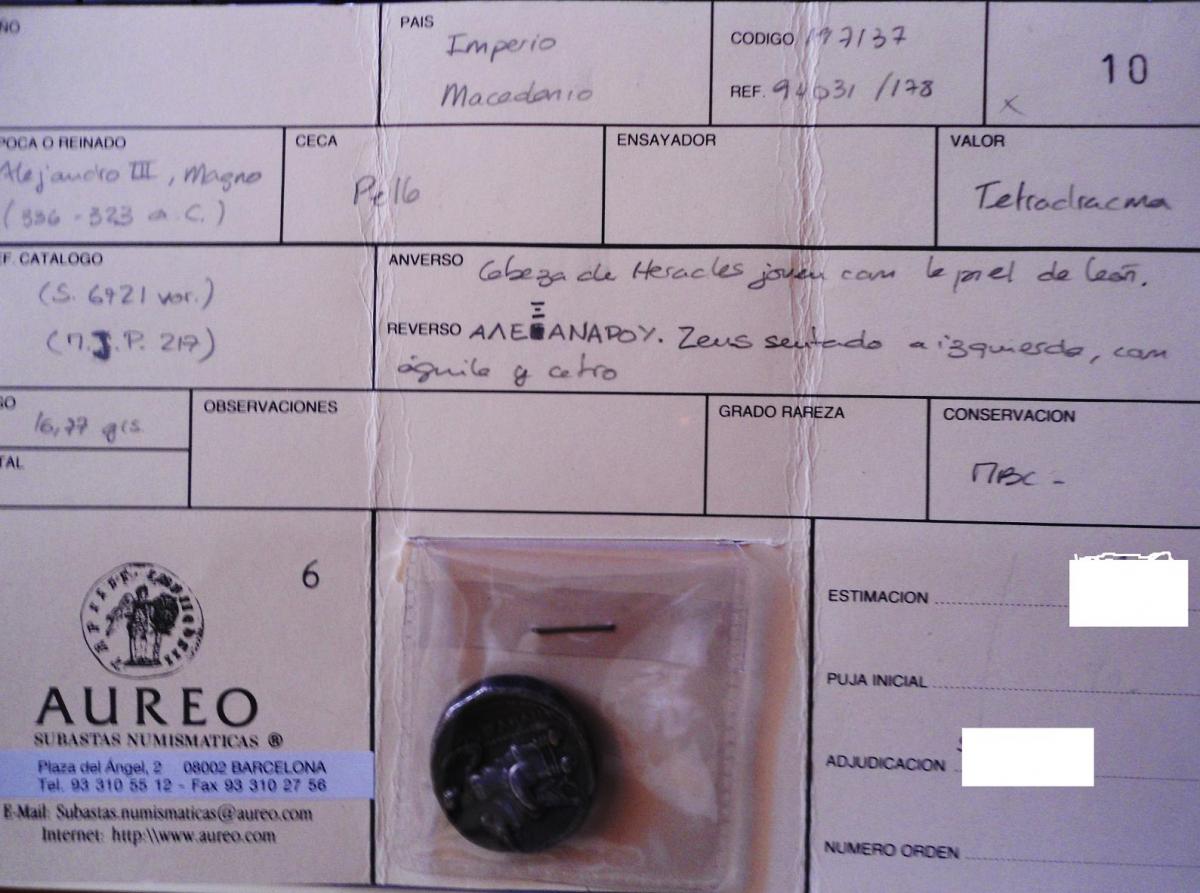 ÑO
PAIS
Imperio
Macedonio
CODIGO 197137
REF. 94031/178
X
10
POCA O REINADO
Alejandro III, Magno
(336-323 a.C.)
CECA
Pella
ENSAYADOR
VALOR
Tetradracma
F. CATALOGO
(S. 6721 var.)
(M.J.P. 217)
ANVERSO Cabeza de Heracles joven con la piel de león.
Ξ
REVERSO ΑΛΕΞΑΝΔΡΟΥ. Zeus sentado a izquierda, con
águila y cetro
SO
16,77 grs.
TAL
OBSERVACIONES
GRADO RAREZA
CONSERVACION
MBC-
6
AUREO
SUBASTAS NUMISMATICAS ®
Plaza del Ángel, 2 08002 BARCELONA
Tel. 93 310 55 12 - Fax 93 310 27 56
E-Mail: Subastas.numismaticas@aureo.com
Internet: http:\\www.aureo.com
ESTIMACION
PUJA INICIAL
ADJUDICACION
NUMERO ORDEN